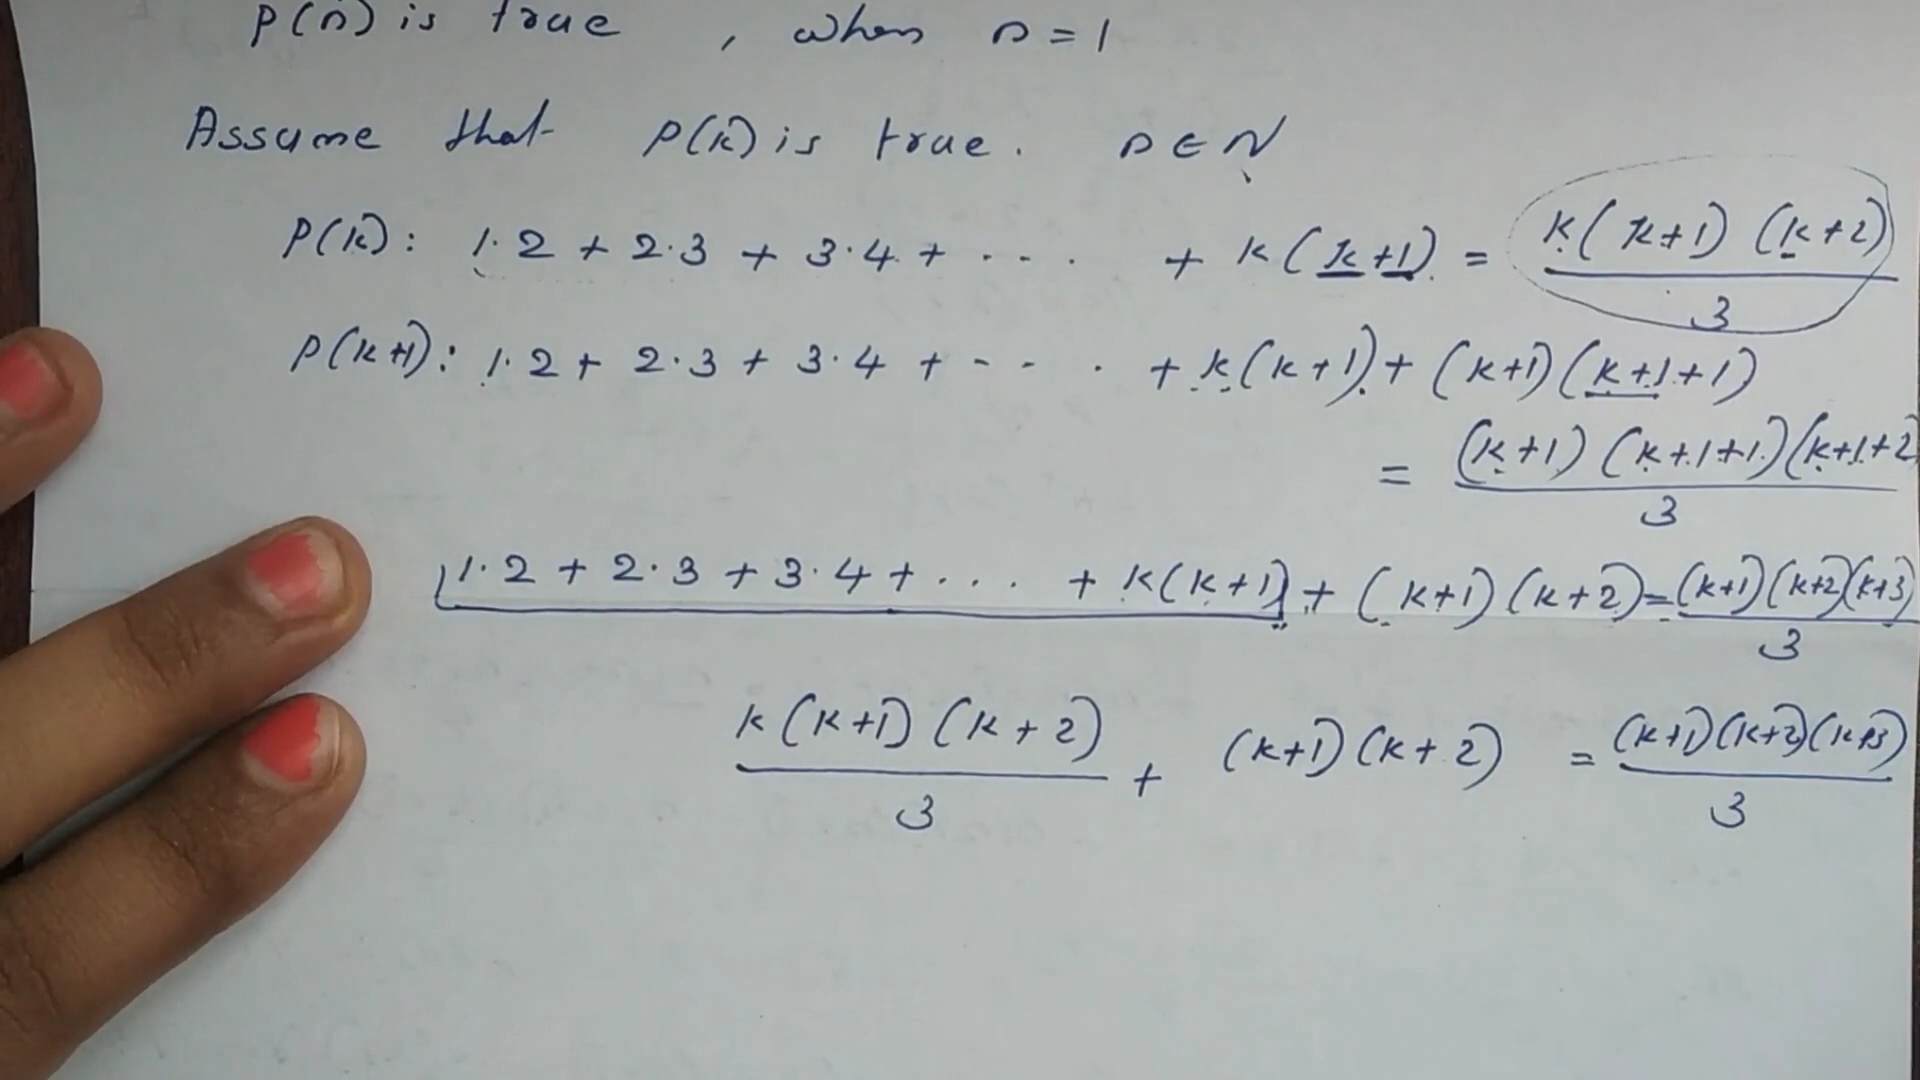 P(n) is true , when n = 1
Assume that P(k) is true. n ∈ N
P(k): 1·2 + 2·3 + 3·4 + ···· + k(k+1) = k(k+1)(k+2)/3
P(k+1): 1·2 + 2·3 + 3·4 + -- · + k(k+1) + (k+1)(k+1+1)
= (k+1)(k+1+1)(k+1+2)/3
1·2 + 2·3 + 3·4 + ··· + k(k+1) + (k+1)(k+2) = (k+1)(k+2)(k+3)/3
k(k+1)(k+2)/3 + (k+1)(k+2) = (k+1)(k+2)(k+3)/3